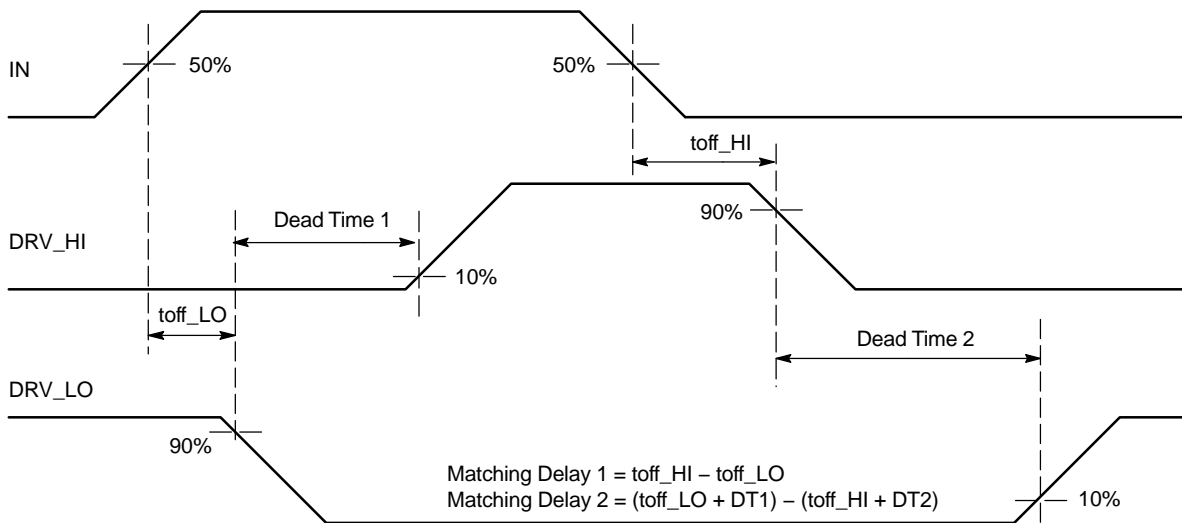 IN
50%
50%
toff_HI
Dead Time 1
90%
DRV_HI
10%
toff_LO
Dead Time 2
DRV_LO
90%
Matching Delay 1 = toff_HI − toff_LO
Matching Delay 2 = (toff_LO + DT1) − (toff_HI + DT2)
10%